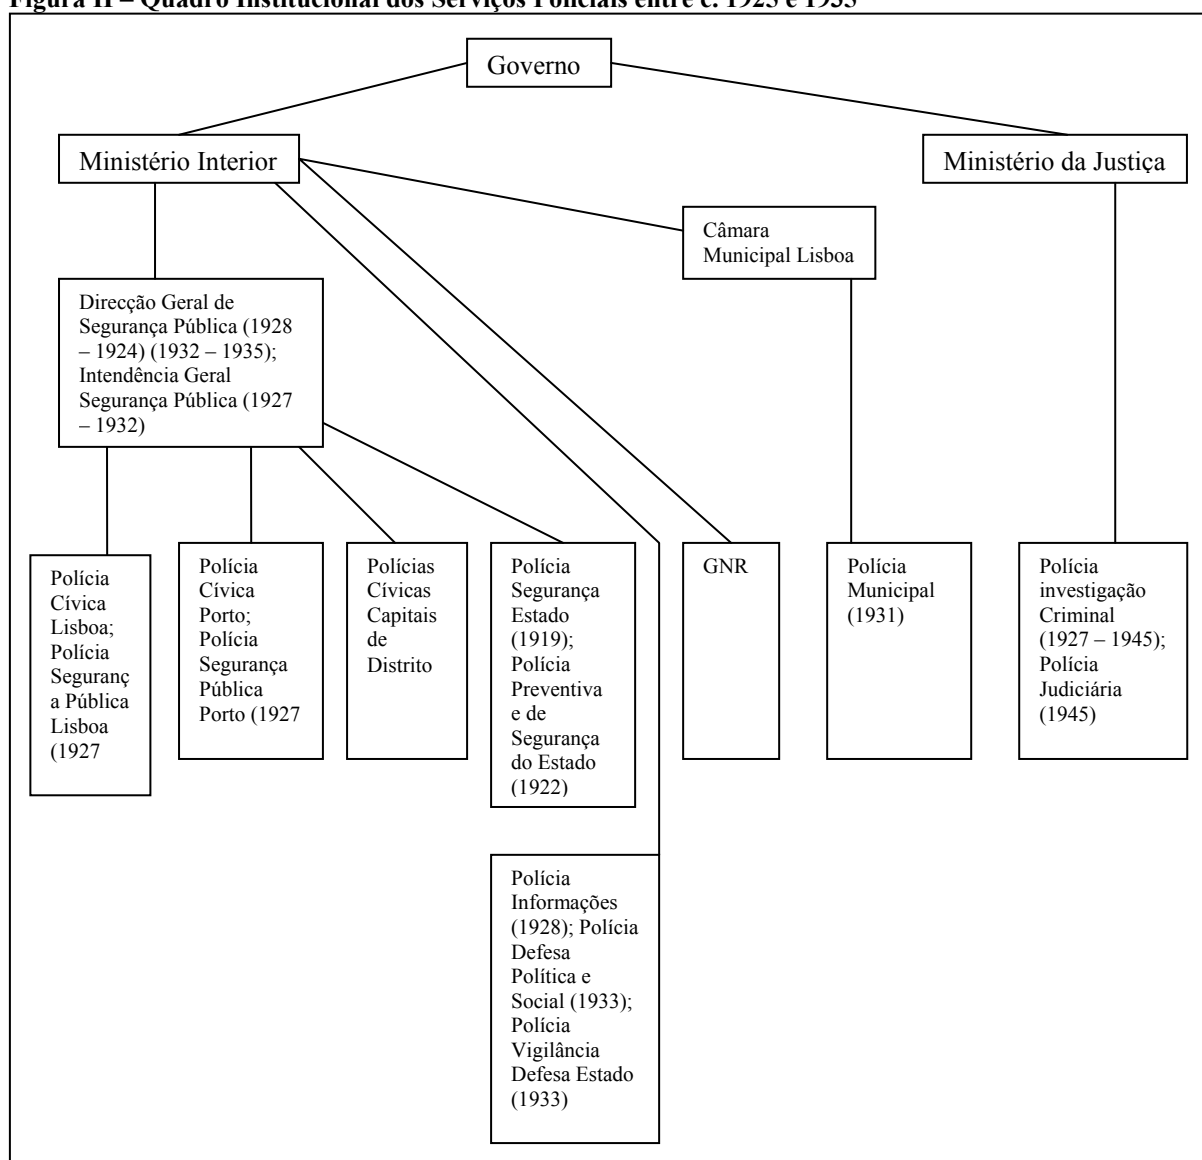 Figura II – Quadro Institucional dos Serviços Policiais entre c. 1925 e 1935
Governo
Ministério Interior
Ministério da Justiça
Câmara
Municipal Lisboa
Direcção Geral de
Segurança Pública (1928
– 1924) (1932 – 1935);
Intendência Geral
Segurança Pública (1927
– 1932)
Polícia
Cívica
Lisboa;
Polícia
Seguranç
a Pública
Lisboa
(1927
Polícia
Cívica
Porto;
Polícia
Segurança
Pública
Porto (1927
Polícias
Cívicas
Capitais
de
Distrito
Polícia
Segurança
Estado
(1919);
Polícia
Preventiva
e de
Segurança
do Estado
(1922)
GNR
Polícia
Municipal
(1931)
Polícia
investigação
Criminal
(1927 – 1945);
Polícia
Judiciária
(1945)
Polícia
Informações
(1928); Polícia
Defesa
Política e
Social (1933);
Polícia
Vigilância
Defesa Estado
(1933)